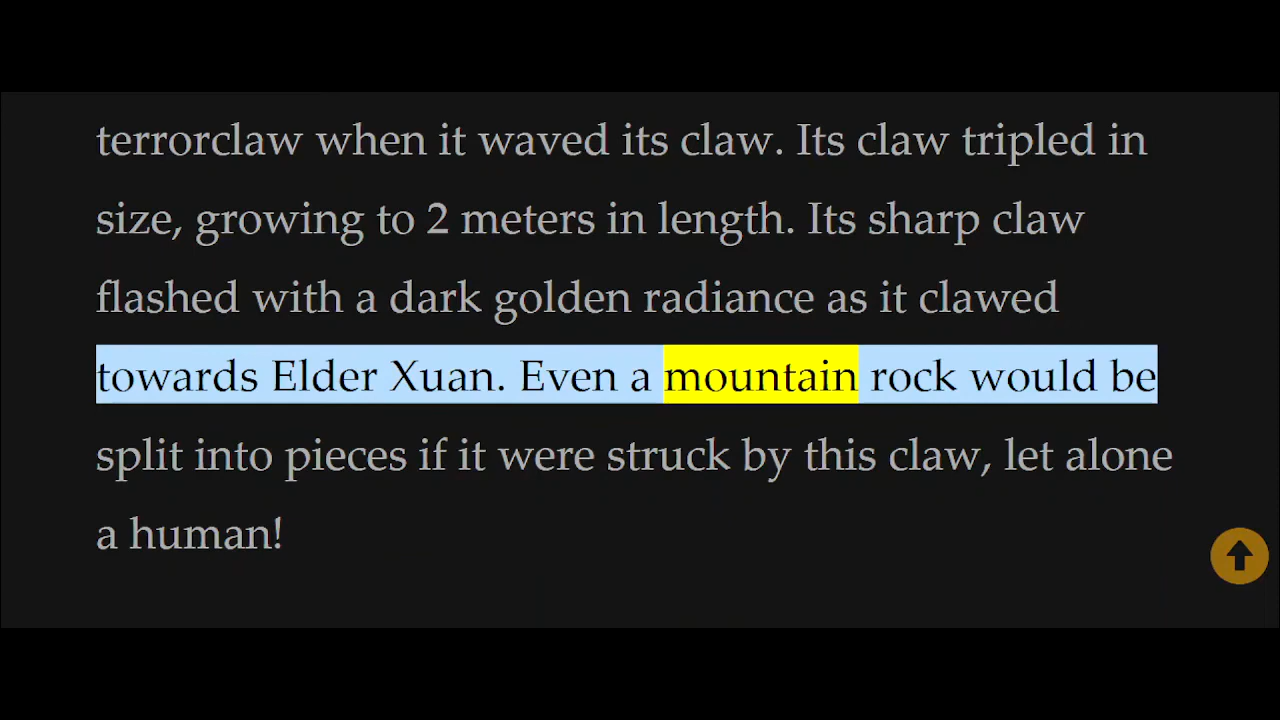 terrorclaw when it waved its claw. Its claw tripled in
size, growing to 2 meters in length. Its sharp claw
flashed with a dark golden radiance as it clawed
towards Elder Xuan. Even a mountain rock would be
split into pieces if it were struck by this claw, let alone
a human!